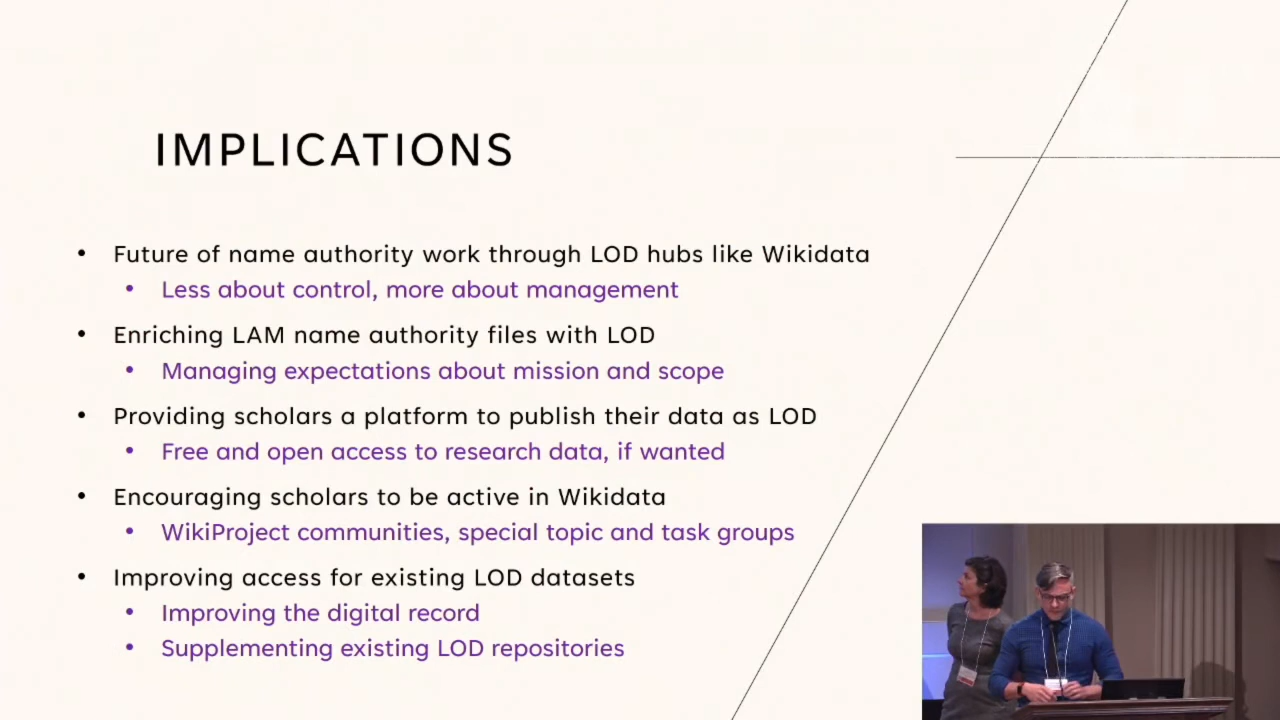 IMPLICATIONS
• Future of name authority work through LOD hubs like Wikidata
• Less about control, more about management
• Enriching LAM name authority files with LOD
• Managing expectations about mission and scope
• Providing scholars a platform to publish their data as LOD
• Free and open access to research data, if wanted
• Encouraging scholars to be active in Wikidata
• WikiProject communities, special topic and task groups
• Improving access for existing LOD datasets
• Improving the digital record
• Supplementing existing LOD repositories